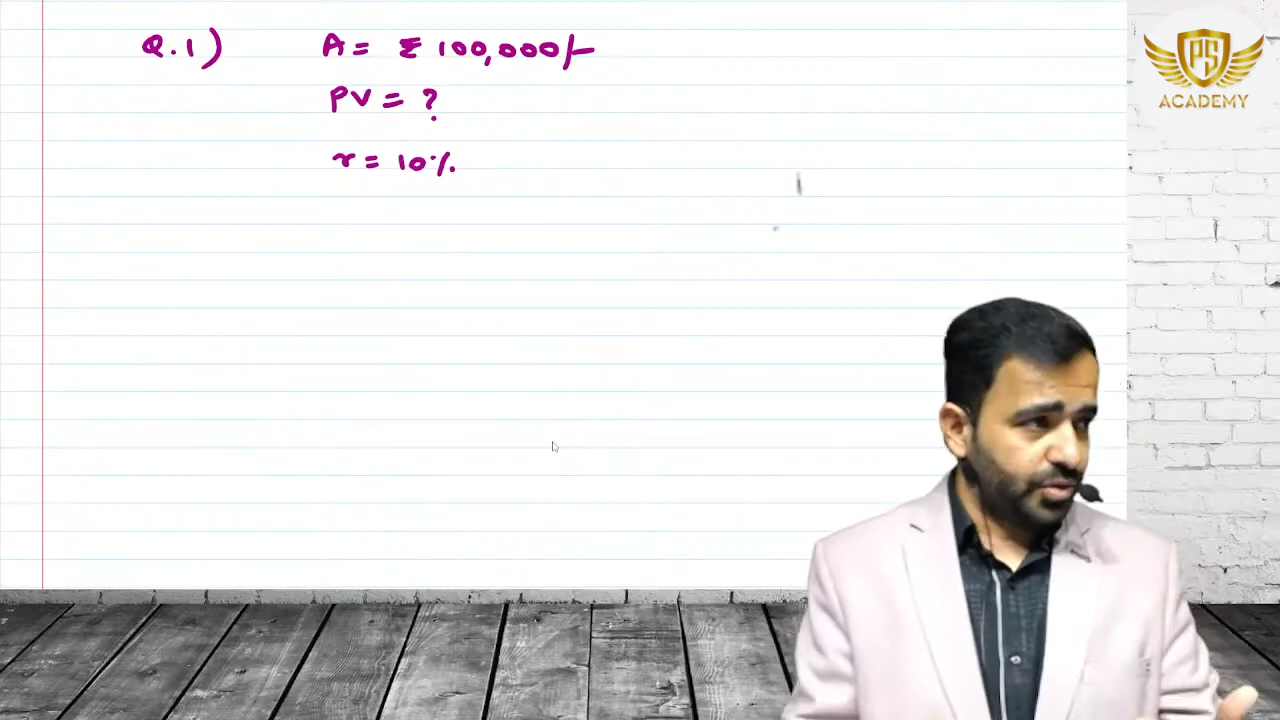 Q.1) A = ₹ 100,000/-
PV = ?
r = 10%
PS
ACADEMY